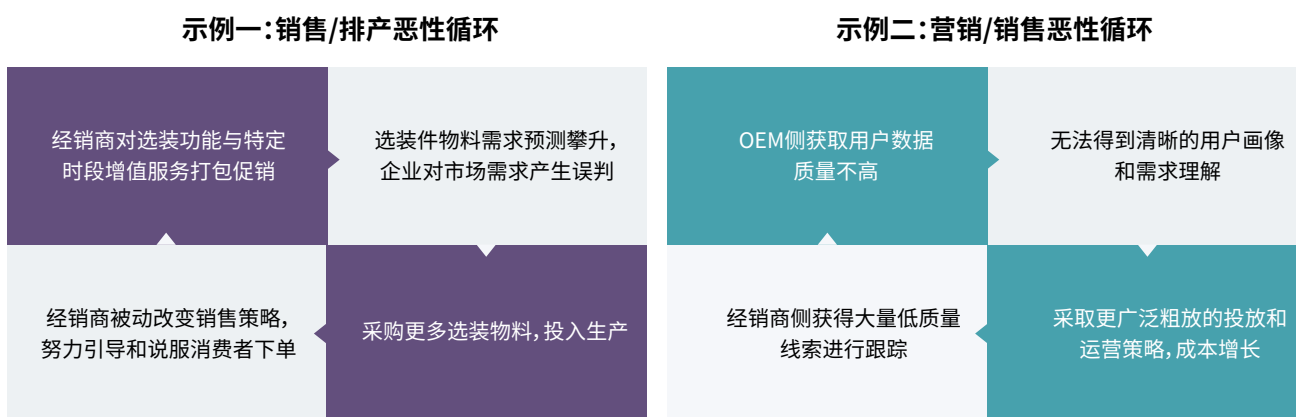 示例一：销售/排产恶性循环
经销商对选装功能与特定
时段增值服务打包促销
选装件物料需求预测攀升，
企业对市场需求产生误判
经销商被动改变销售策略，
努力引导和说服消费者下单
采购更多选装物料，投入生产
示例二：营销/销售恶性循环
OEM侧获取用户数据
质量不高
无法得到清晰的用户画像
和需求理解
经销商侧获得大量低质量
线索进行跟踪
采取更广泛粗放的投放和
运营策略，成本增长